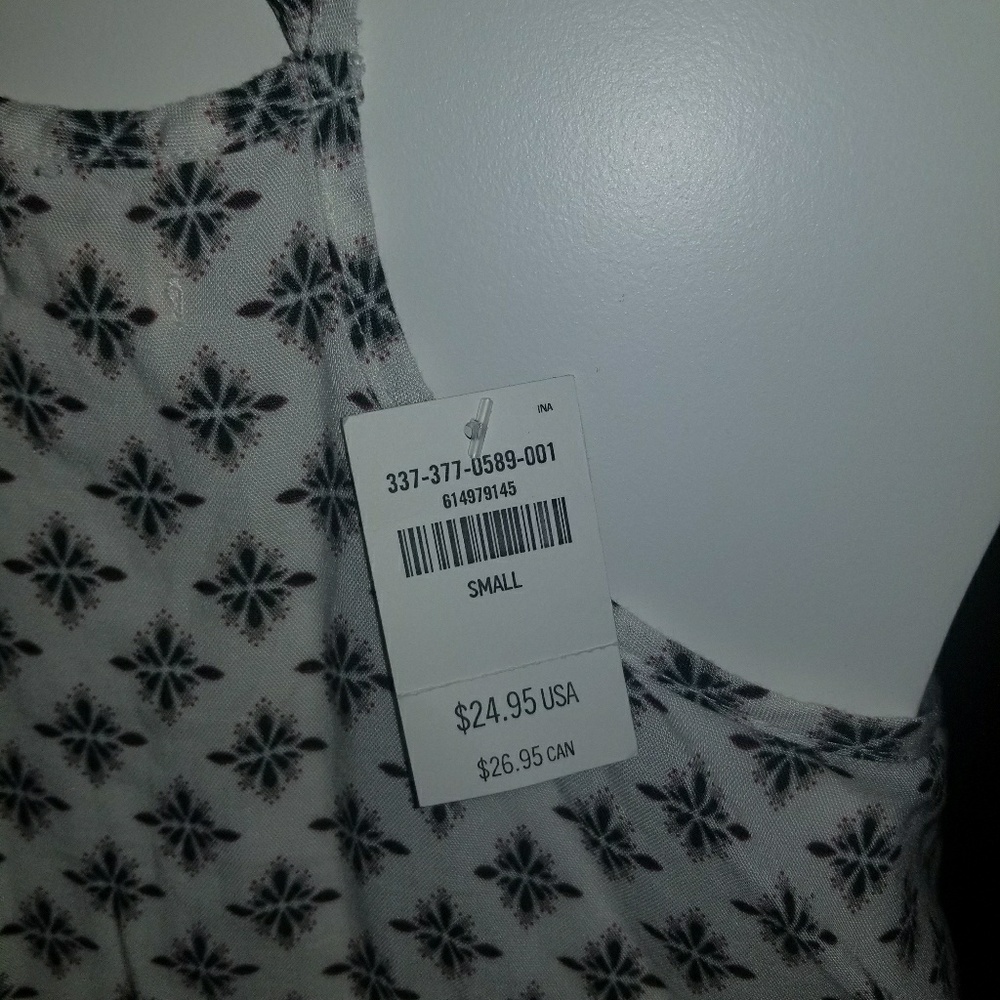 INA
337-377-0589-001
614979145
SMALL
$24.95 USA
$26.95 CAN